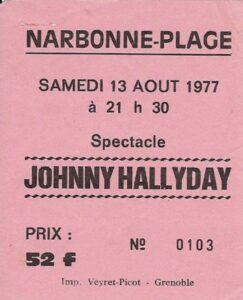 NARBONNE-PLAGE
SAMEDI 13 AOUT 1977
à 21 h 30
Spectacle
JOHNNY HALLYDAY
PRIX :
Nº 0103
52 f
Imp. Veyret-Picot - Grenoble